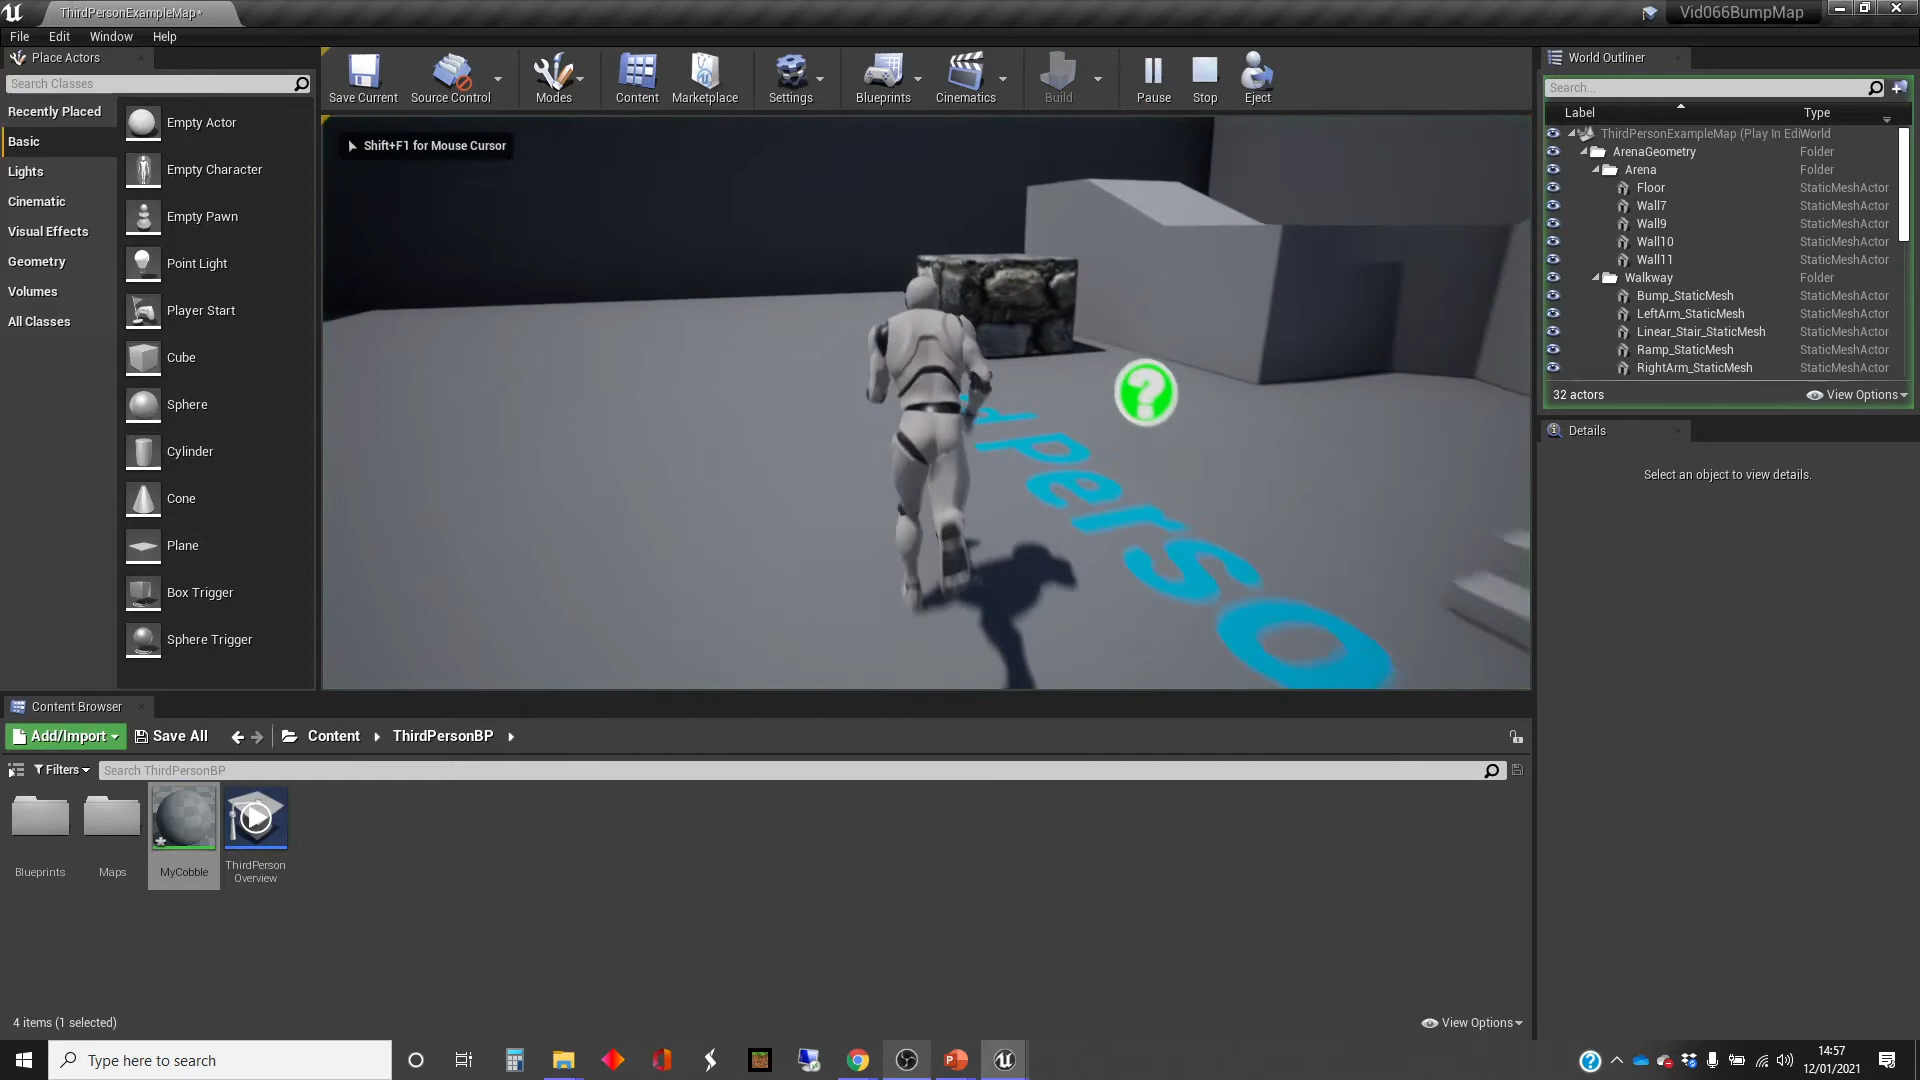 ThirdPersonExampleMap*
Vid066BumpMap
File Edit Window Help
Place Actors
Search Classes
Recently Placed
Basic
Lights
Cinematic
Visual Effects
Geometry
Volumes
All Classes
Empty Actor
Empty Character
Empty Pawn
Point Light
Player Start
Cube
Sphere
Cylinder
Cone
Plane
Box Trigger
Sphere Trigger
Save Current Source Control Modes Content Marketplace Settings Blueprints Cinematics Build Pause Stop Eject
Shift+F1 for Mouse Cursor
?
dPerso
World Outliner
Search...
Label Type
ThirdPersonExampleMap (Play In Edi World
ArenaGeometry Folder
Arena Folder
Floor StaticMeshActor
Wall7 StaticMeshActor
Wall9 StaticMeshActor
Wall10 StaticMeshActor
Wall11 StaticMeshActor
Walkway Folder
Bump_StaticMesh StaticMeshActor
LeftArm_StaticMesh StaticMeshActor
Linear_Stair_StaticMesh StaticMeshActor
Ramp_StaticMesh StaticMeshActor
RightArm_StaticMesh StaticMeshActor
32 actors View Options
Details
Select an object to view details.
Content Browser
Add/Import Save All Content ThirdPersonBP
Filters Search ThirdPersonBP
Blueprints Maps MyCobble ThirdPerson
Overview
4 items (1 selected) View Options
Type here to search
14:57
12/01/2021